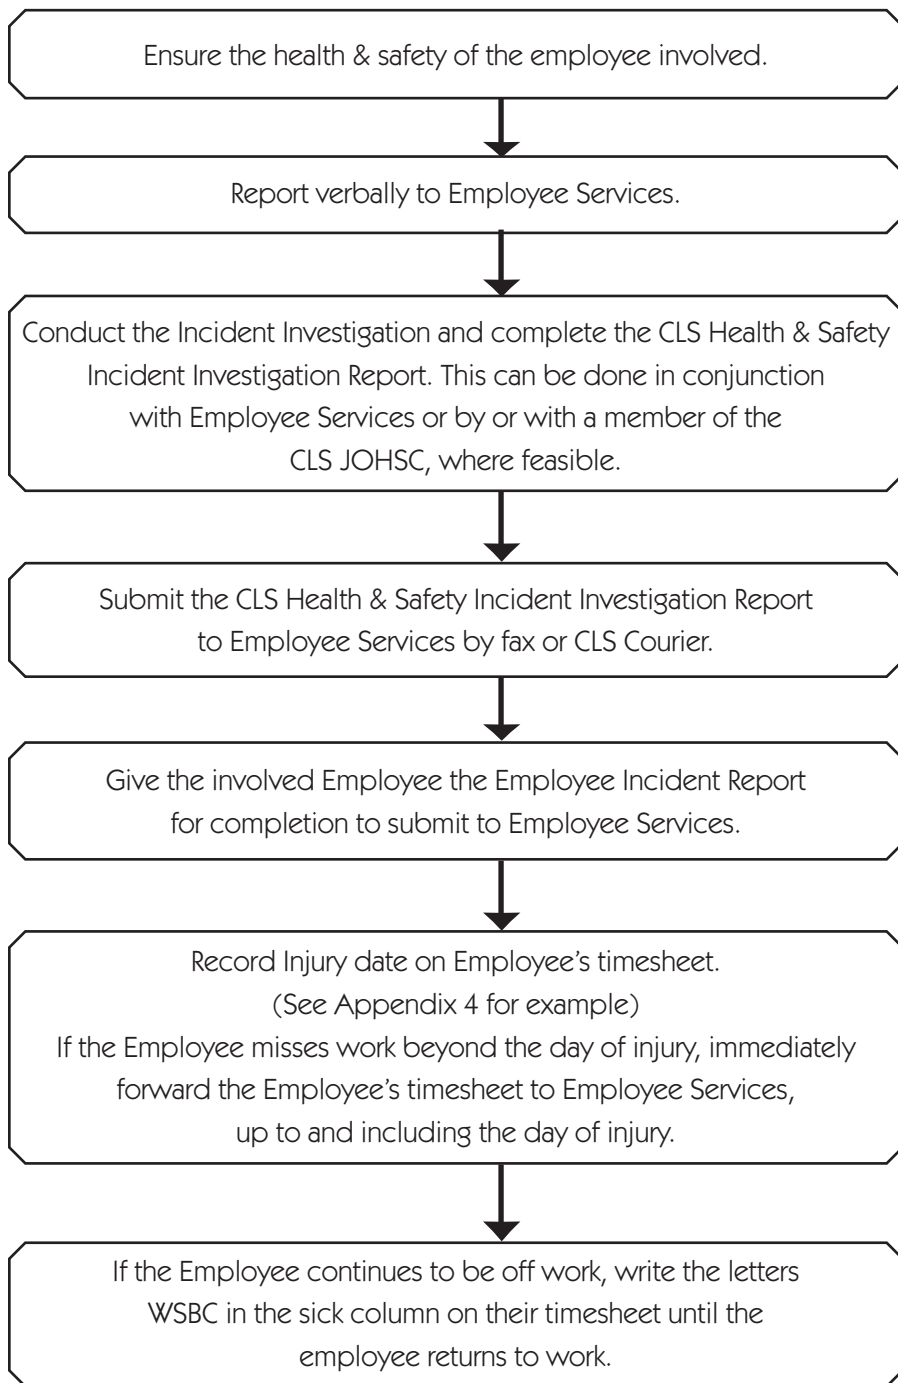 Ensure the health & safety of the employee involved.
Report verbally to Employee Services.
Conduct the Incident Investigation and complete the CLS Health & Safety
Incident Investigation Report. This can be done in conjunction
with Employee Services or by or with a member of the
CLS JOHSC, where feasible.
Submit the CLS Health & Safety Incident Investigation Report
to Employee Services by fax or CLS Courier.
Give the involved Employee the Employee Incident Report
for completion to submit to Employee Services.
Record Injury date on Employee’s timesheet.
(See Appendix 4 for example)
If the Employee misses work beyond the day of injury, immediately
forward the Employee’s timesheet to Employee Services,
up to and including the day of injury.
If the Employee continues to be off work, write the letters
WSBC in the sick column on their timesheet until the
employee returns to work.